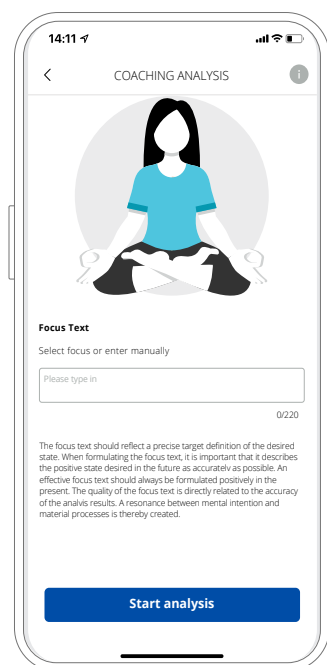 14:11
COACHING ANALYSIS
i
Focus Text
Select focus or enter manually
Please type in
0/220
The focus text should reflect a precise target definition of the desired
state. When formulating the focus text, it is important that it describes
the positive state desired in the future as accurately as possible. An
effective focus text should always be formulated positively in the
present. The quality of the focus text is directly related to the accuracy
of the analvis results. A resonance between mental intention and
material processes is thereby created.
Start analysis